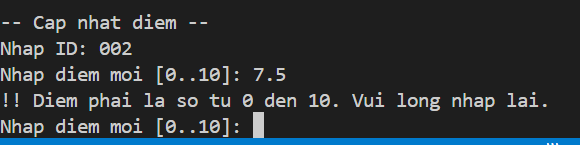 -- Cap nhat diem --
Nhap ID: 002
Nhap diem moi [0..10]: 7.5
!! Diem phai la so tu 0 den 10. Vui long nhap lai.
Nhap diem moi [0..10]: